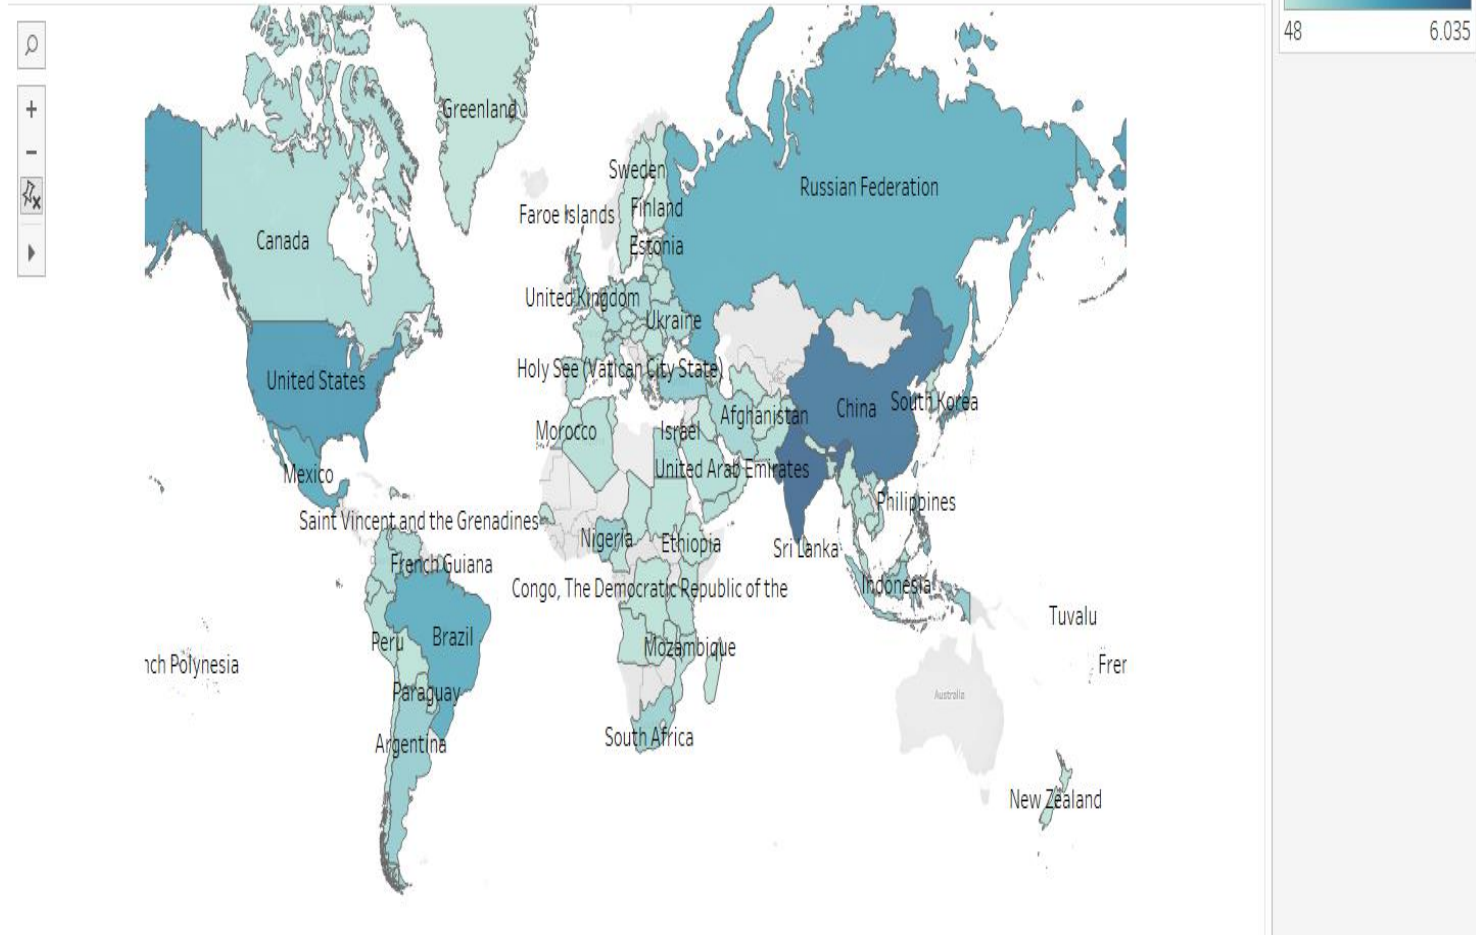 48
6.035
Greenland
Sweden
Russian Federation
Faroe Islands
Finland
Canada
Estonia
United Kingdom
Ukraine
Holy See (Vatican City State)
United States
China
South Korea
Afghanistan
Morocco
Israel
United Arab Emirates
Mexico
Philippines
Saint Vincent and the Grenadines
Nigeria
Ethiopia
Sri Lanka
French Guiana
Indonesia
Congo, The Democratic Republic of the
Tuvalu
Peru
Brazil
Mozambique
nch Polynesia
Fren
Paraguay
Australia
South Africa
Argentina
New Zealand